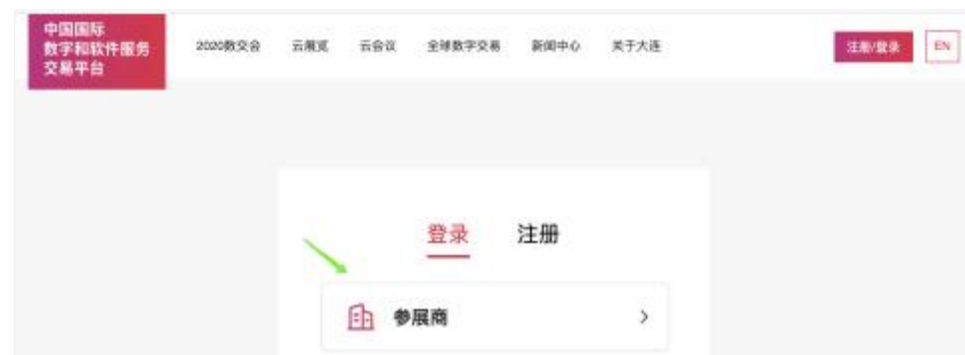 中国国际
数字和软件服务
交易平台
2020数交会 云展览 云会议 全球数字交易 新闻中心 关于大连 注册/登录 EN
登录 注册
参展商